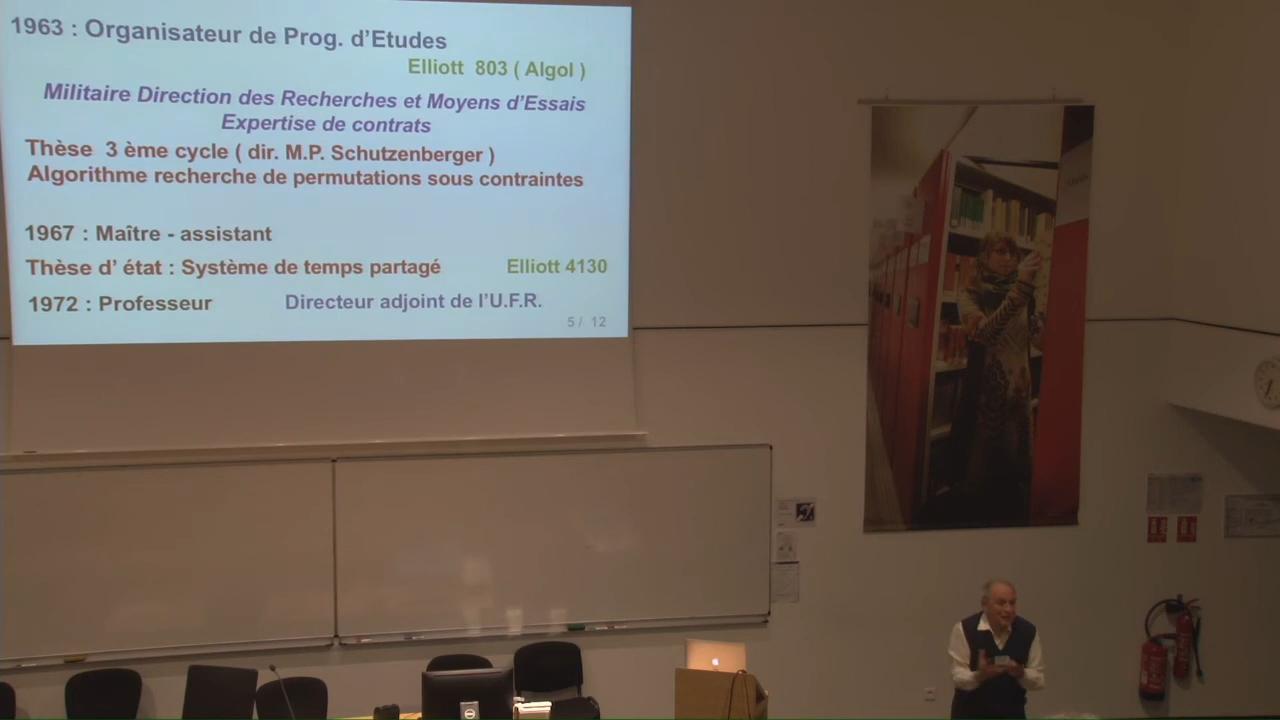 1963 : Organisateur de Prog. d'Etudes
Elliott 803 ( Algol )
Militaire Direction des Recherches et Moyens d'Essais
Expertise de contrats
Thèse 3 ème cycle ( dir. M.P. Schutzenberger )
Algorithme recherche de permutations sous contraintes
1967 : Maître - assistant
Thèse d' état : Système de temps partagé Elliott 4130
1972 : Professeur Directeur adjoint de l'U.F.R.
5 / 12